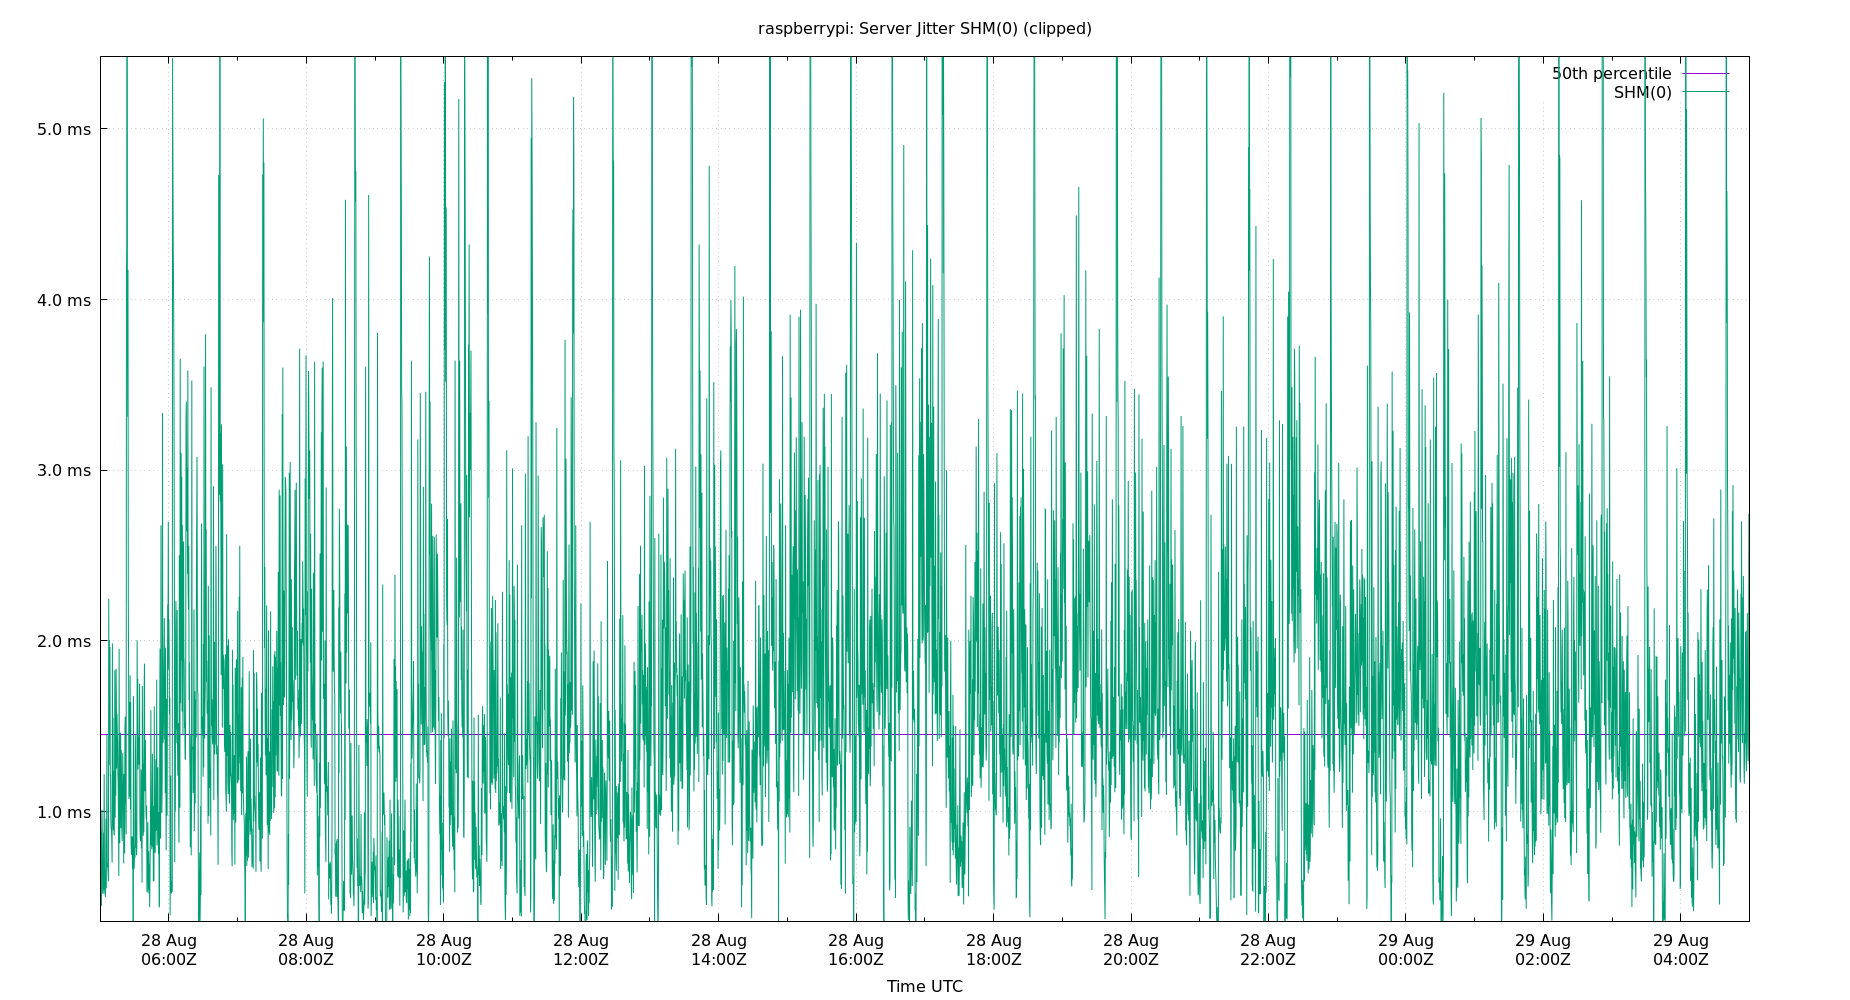 raspberrypi: Server Jitter SHM(0) (clipped)
50th percentile
SHM(0)
5.0 ms
4.0 ms
3.0 ms
2.0 ms
1.0 ms
28 Aug 28 Aug 28 Aug 28 Aug 28 Aug 28 Aug 28 Aug 28 Aug 28 Aug 29 Aug 29 Aug 29 Aug
06:00Z 08:00Z 10:00Z 12:00Z 14:00Z 16:00Z 18:00Z 20:00Z 22:00Z 00:00Z 02:00Z 04:00Z
Time UTC